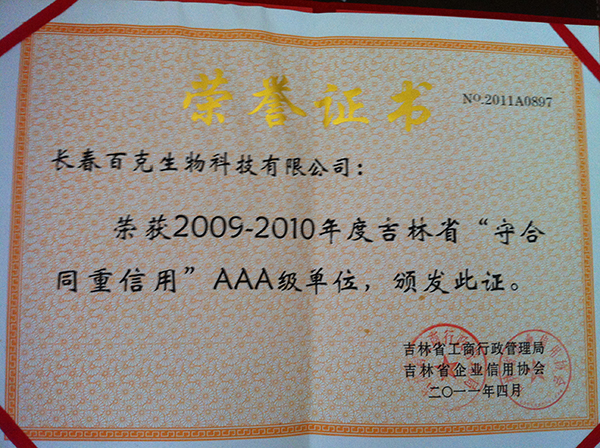 荣誉证书
No.2011A0897
长春百克生物科技有限公司：
荣获2009-2010年度吉林省“守合
同重信用”AAA级单位，颁发此证。
吉林省工商行政管理局
吉林省企业信用协会
二〇一一年四月